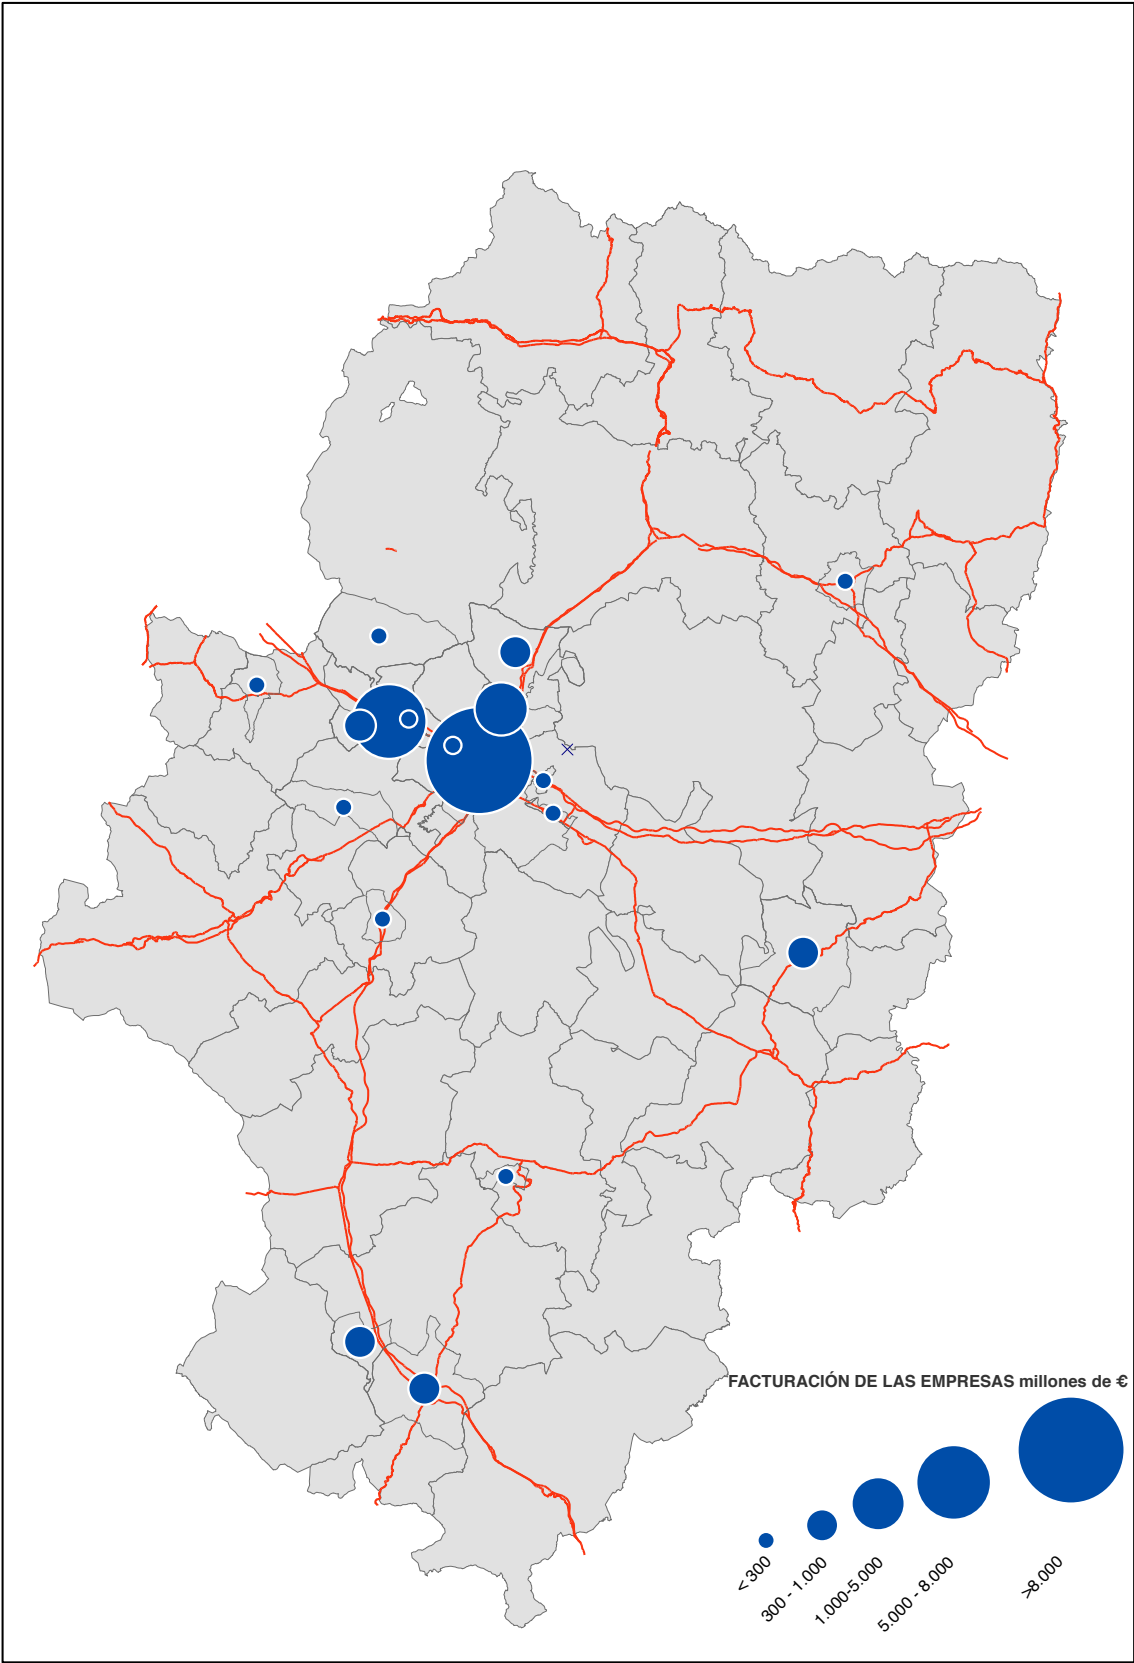 FACTURACIÓN DE LAS EMPRESAS millones de €
< 300
300 - 1.000
1.000-5.000
5.000 - 8.000
>8.000